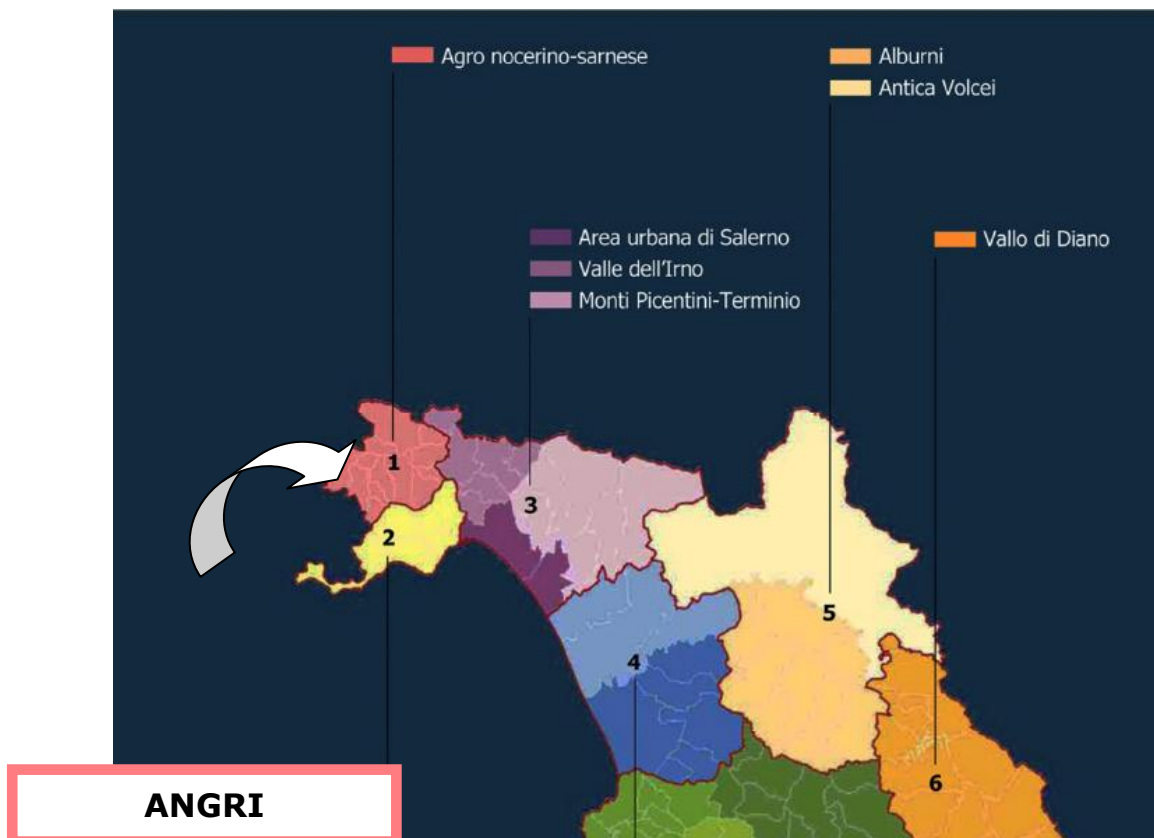 Agro nocerino-sarnese
Alburni
Antica Volcei
Area urbana di Salerno
Valle dell'Irno
Monti Picentini-Terminio
Vallo di Diano
1
2
3
4
5
6
ANGRI